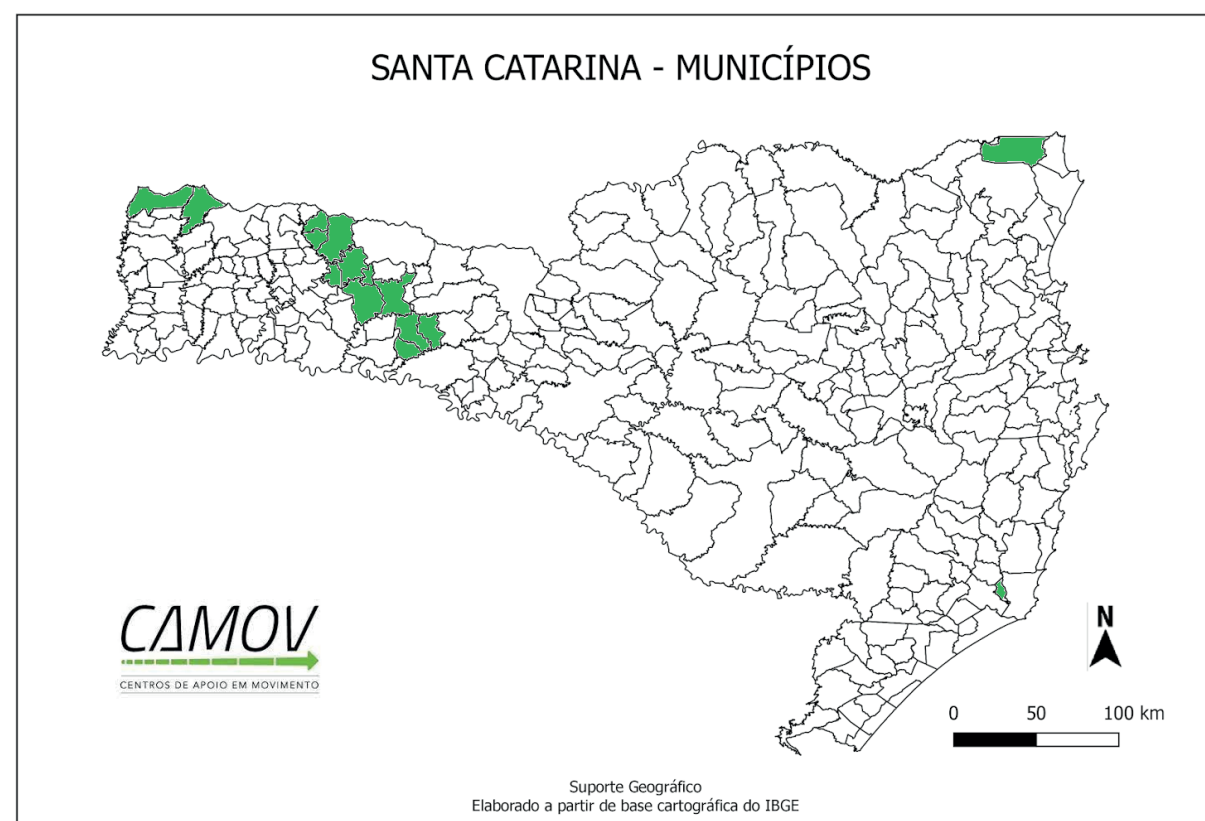 SANTA CATARINA - MUNICÍPIOS
CAMOV
CENTROS DE APOIO EM MOVIMENTO
N
0 50 100 km
Suporte Geográfico
Elaborado a partir de base cartográfica do IBGE